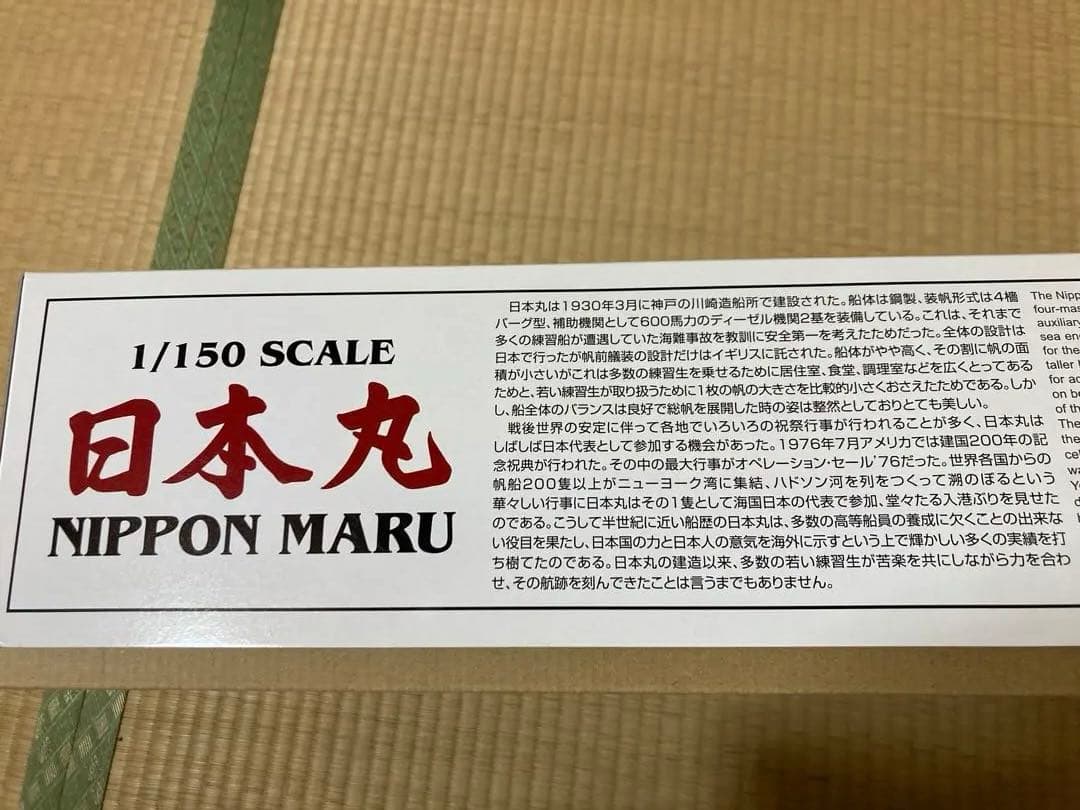 1/150 SCALE
日本丸
NIPPON MARU
日本丸は1930年3月に神戸の川崎造船所で建設された。船体は鋼製、装帆形式は4檣
バーグ型、補助機関として600馬力のディーゼル機関2基を装備している。これは、それまで
多くの練習船が遭遇していた海難事故を教訓に安全第一を考えたためだった。全体の設計は
日本で行ったが帆前艤装の設計だけはイギリスに託された。船体がやや高く、その割に帆の面
積が小さいがこれは多数の練習生を乗せるために居住室、食堂、調理室などを広くとってある
ためと、若い練習生が取り扱うために1枚の帆の大きさを比較的小さくおさえたためである。しか
し、船全体のバランスは良好で総帆を展開した時の姿は整然としておりとても美しい。
戦後世界の安定に伴って各地でいろいろの祝祭行事が行われることが多く、日本丸は
しばしば日本代表として参加する機会があった。1976年7月アメリカでは建国200年の記
念祝典が行われた。その中の最大行事がオペレーション・セール'76だった。世界各国からの
帆船200隻以上がニューヨーク湾に集結、ハドソン河を列をつくって溯のぼるという
華々しい行事に日本丸はその1隻として海国日本の代表で参加、堂々たる入港ぶりを見せた
のである。こうして半世紀に近い船歴の日本丸は、多数の高等船員の養成に欠くことの出来な
い役目を果たし、日本国の力と日本人の意気を海外に示すという上で輝かしい多くの実績を打
ち樹てたのである。日本丸の建造以来、多数の若い練習生が苦楽を共にしながら力を合わ
せ、その航跡を刻んできたことは言うまでもありません。
The Nipp
four-mas
auxiliary
sea en
for the
taller
for ac
on bo
of th
The
the
cel
wa
Yo